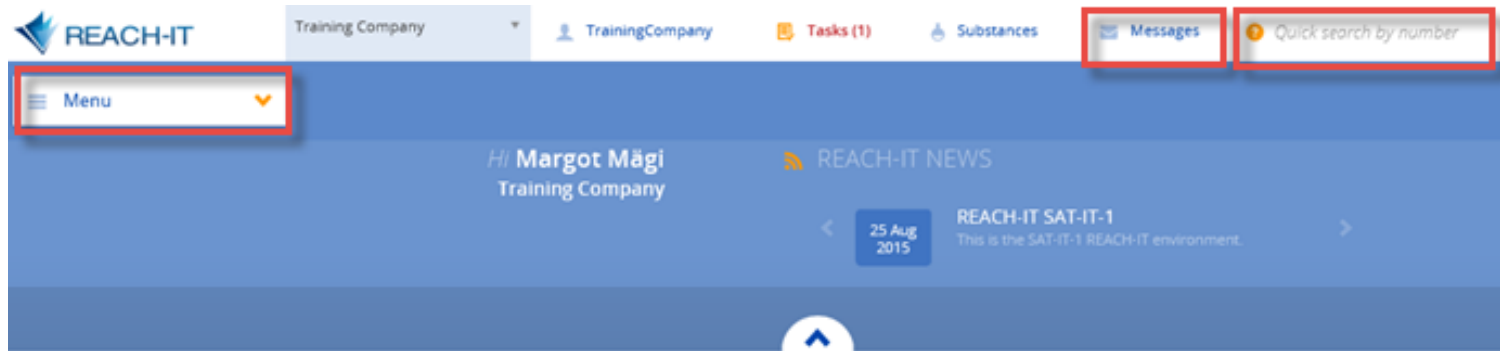 REACH-IT
Training Company
TrainingCompany
Tasks (1)
Substances
Messages
Quick search by number
Menu
Hi Margot Mägi
Training Company
REACH-IT NEWS
25 Aug
2015
REACH-IT SAT-IT-1
This is the SAT-IT-1 REACH-IT environment.